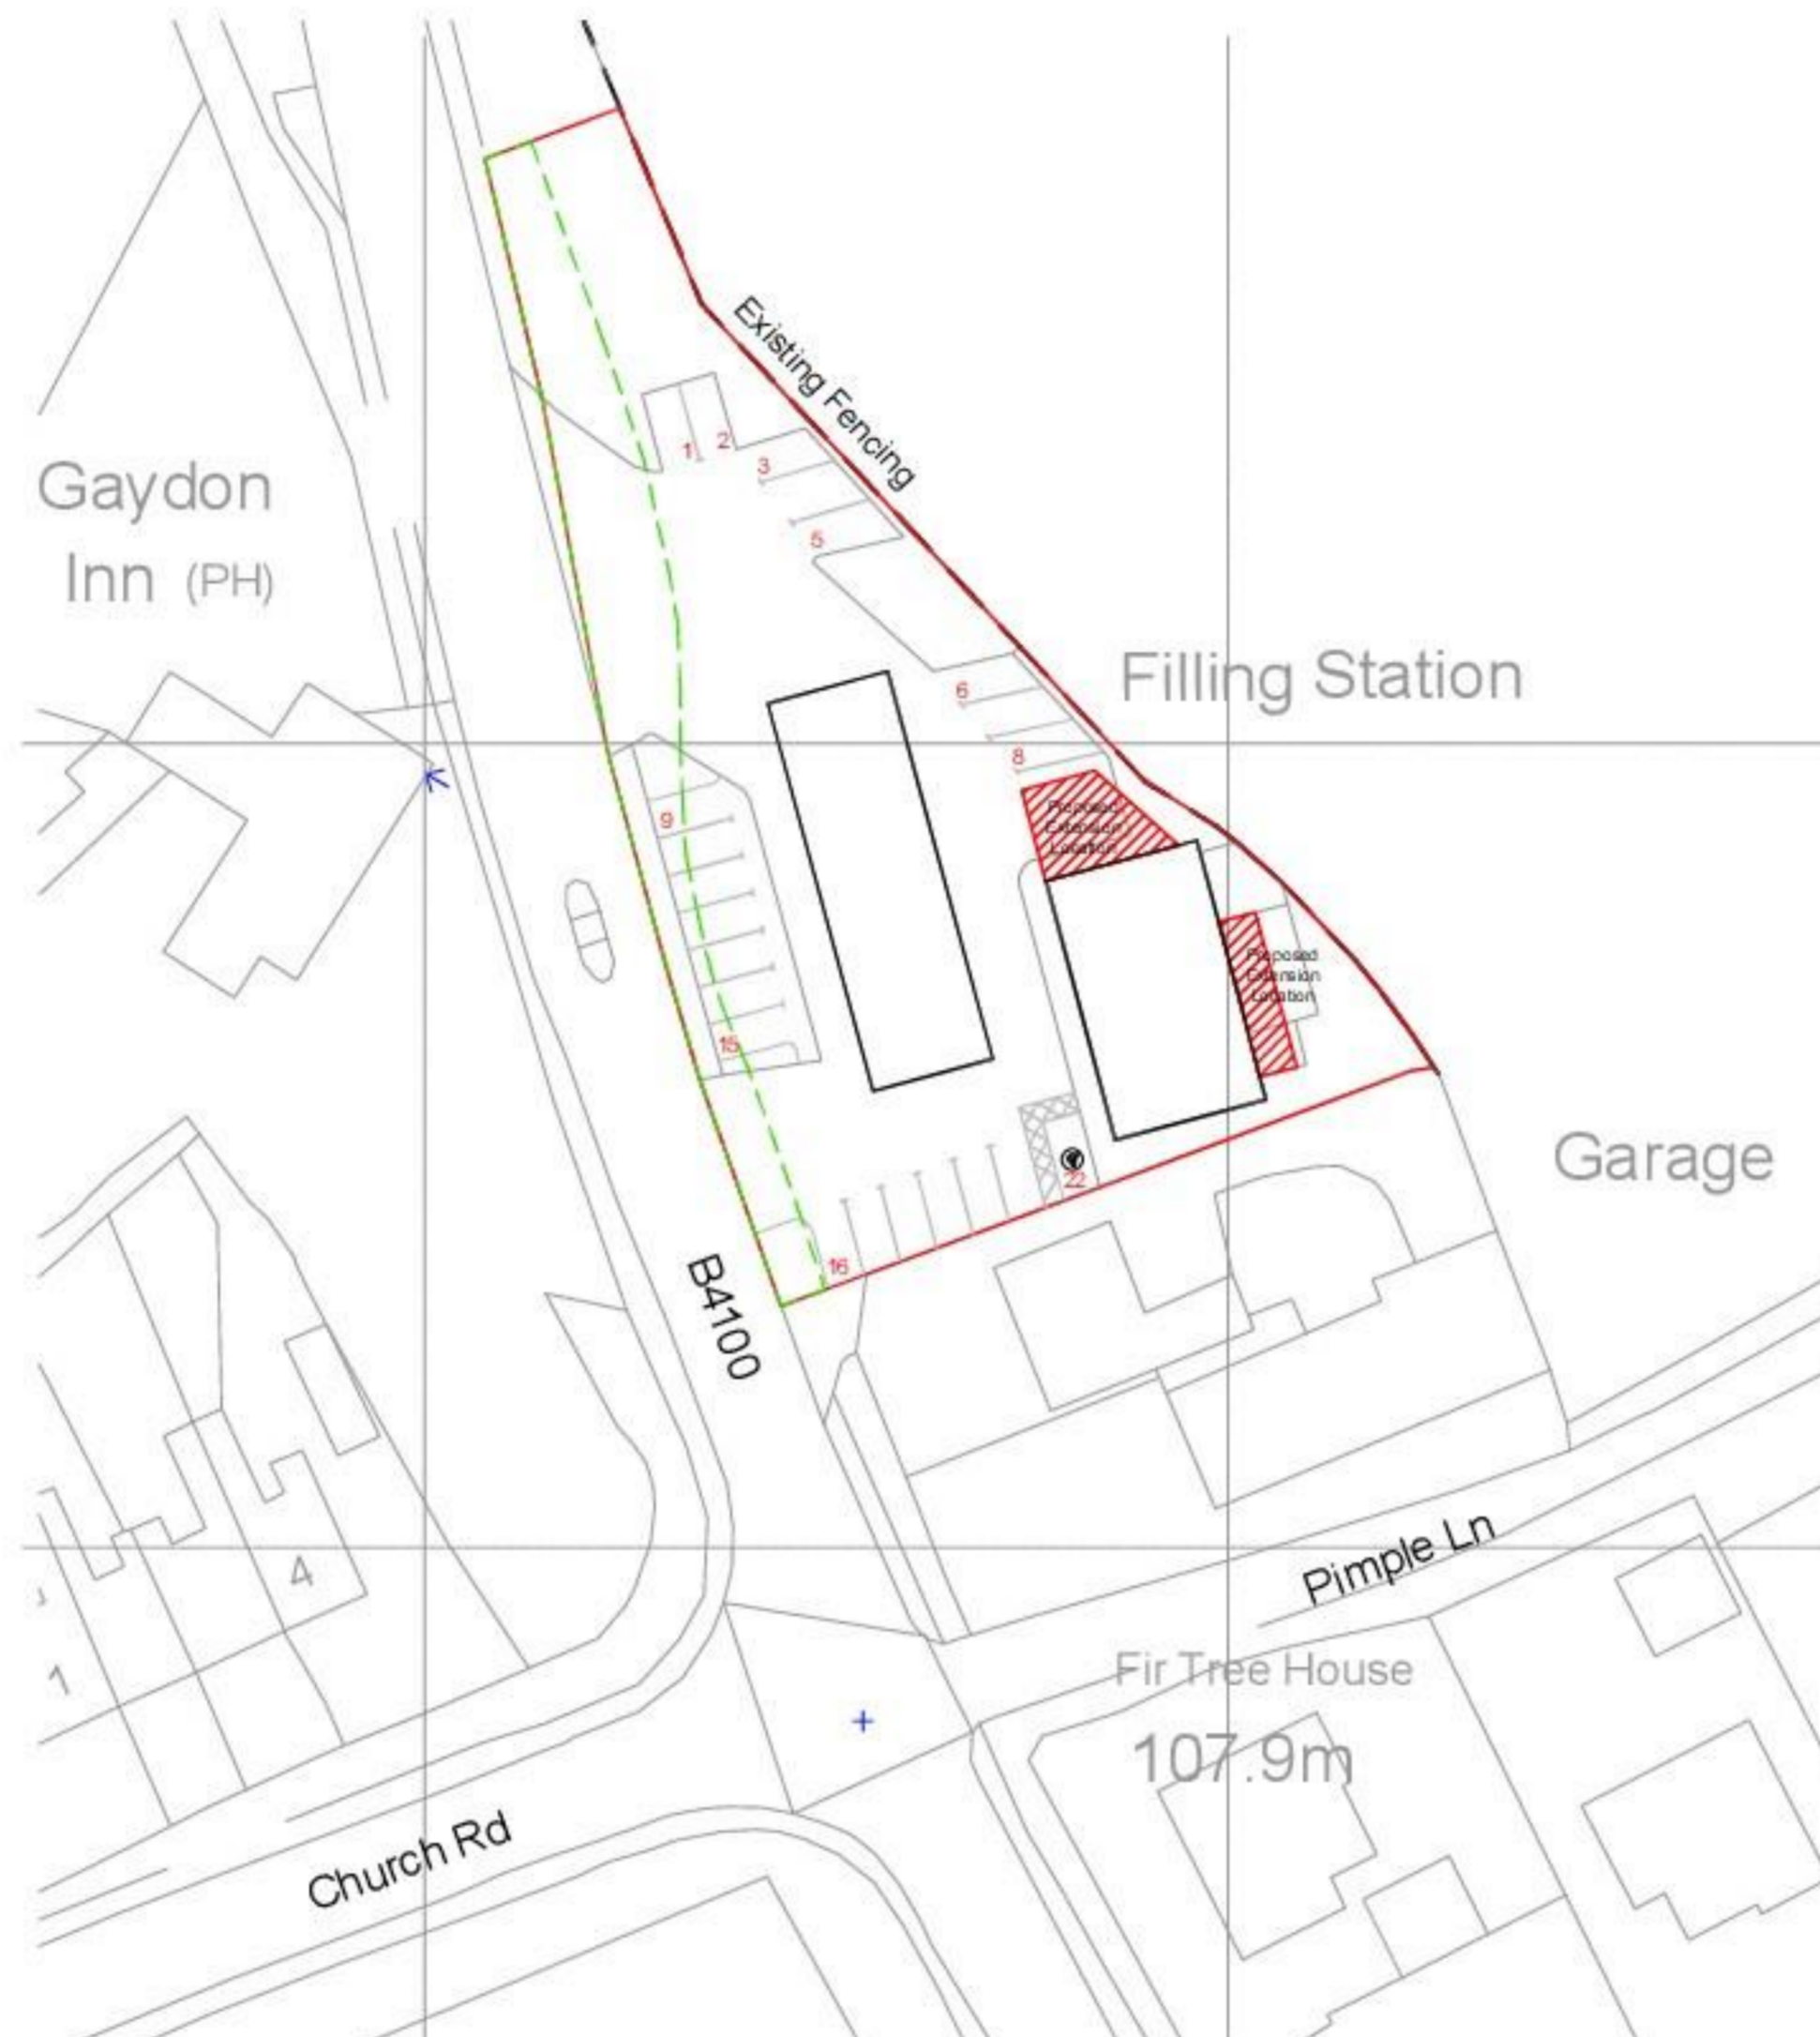 Existing Fencing
1
2
3
5
Gaydon
Inn (PH)
Filling Station
6
8
Proposed
Extension
Location
9
Proposed
Extension
Location
15
22
Garage
16
B4100
Pimple Ln
4
1
Fir Tree House
107.9m
Church Rd